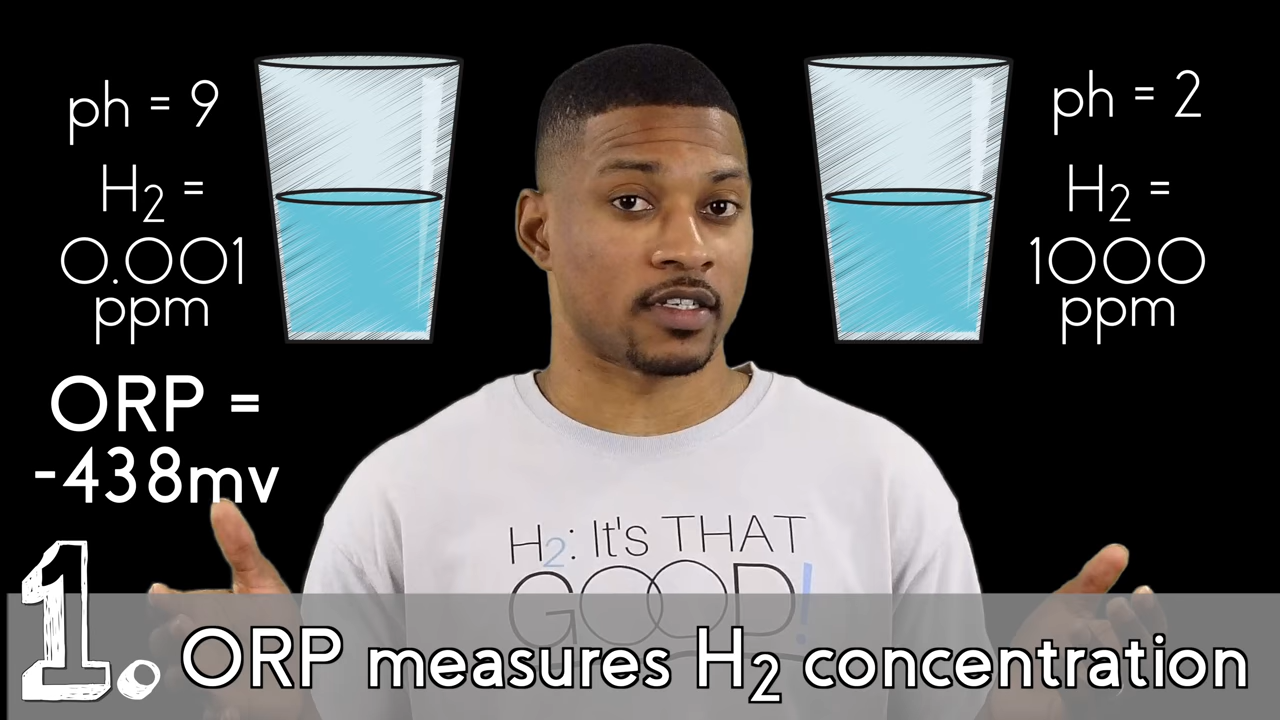 ph = 9
H2 =
0.001
ppm
ORP =
-438mv
ph = 2
H2 =
1000
ppm
H2: It's THAT
GOOD!
1. ORP measures H2 concentration